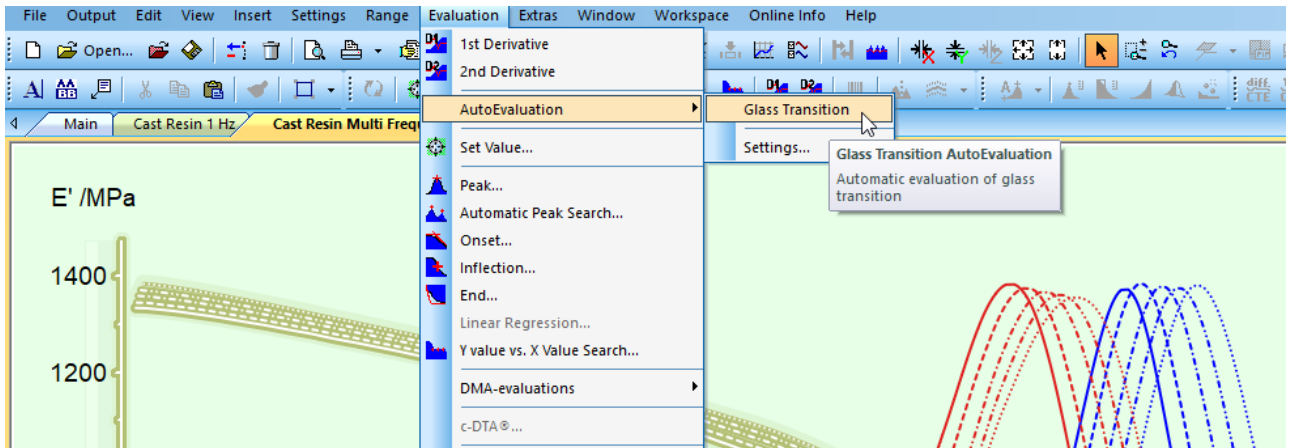 File Output Edit View Insert Settings Range Evaluation Extras Window Workspace Online Info Help
Open...
1st Derivative
2nd Derivative
AutoEvaluation
Glass Transition
Settings...
Glass Transition AutoEvaluation
Automatic evaluation of glass
transition
Main Cast Resin 1 Hz Cast Resin Multi Freq
Set Value...
Peak...
Automatic Peak Search...
Onset...
Inflection...
End...
Linear Regression...
Y value vs. X Value Search...
DMA-evaluations
c-DTA®...
E' /MPa
1400
1200